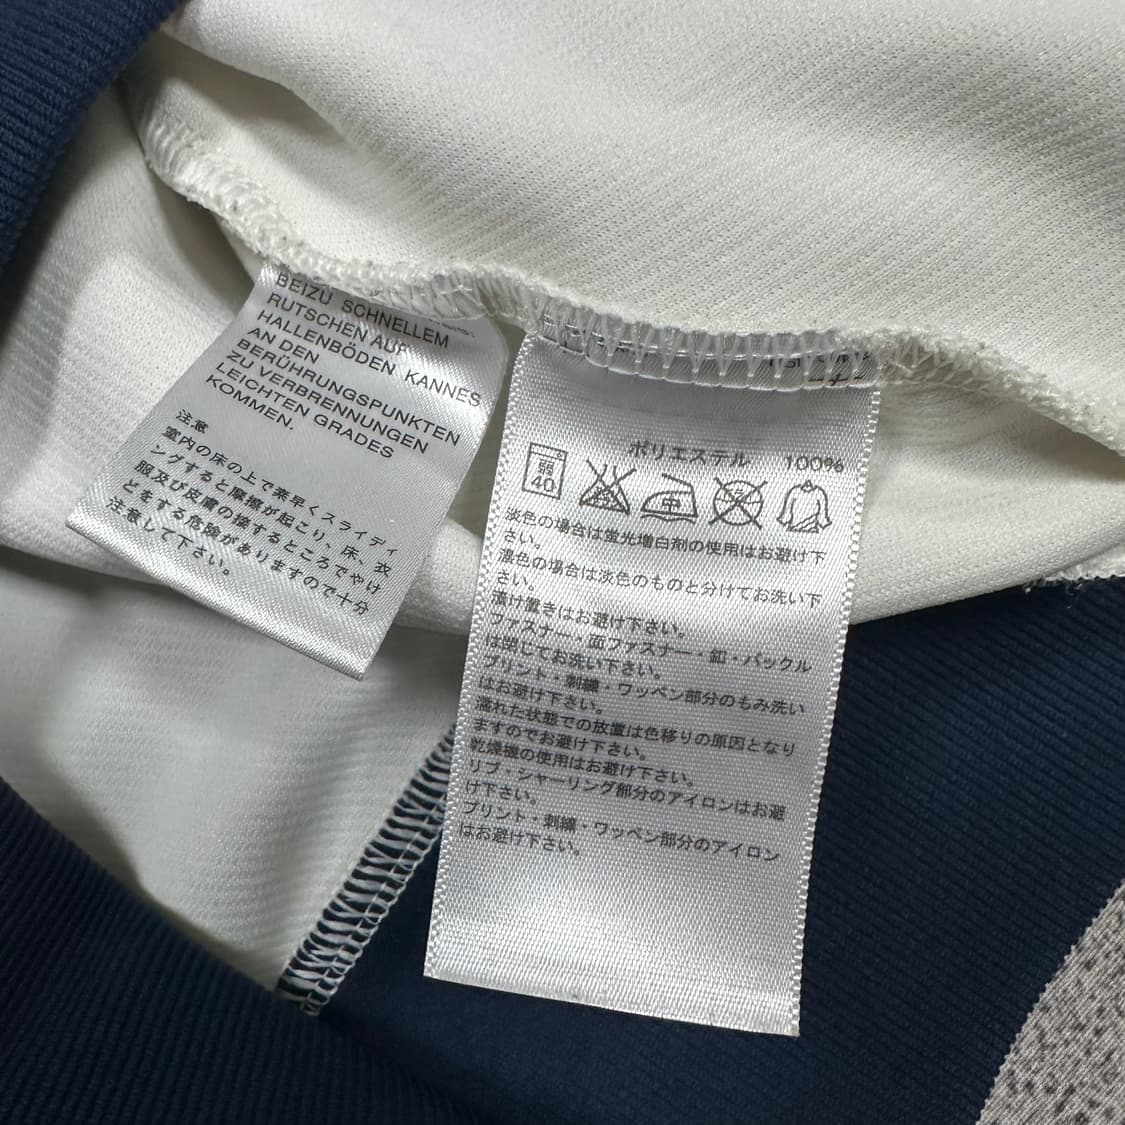 BEIZU SCHNELLEM
RUTSCHEN AUF
HALLENBÖDEN KANNES
AN DEN
BERÜHRUNGSPUNKTEN
ZU VERBRENNUNGEN
LEICHTEN GRADES
KOMMEN.
注意
室内の床の上で素早くスライディ
ングすると摩擦が起こり、床、衣
服及び皮膚の接するところでやけ
どをする危険がありますので十分
注意して下さい。
ポリエステル 100%
弱
40
中
淡色の場合は蛍光増白剤の使用はお避け下
さい。
濃色の場合は淡色のものと分けてお洗い下
さい。
漬け置きはお避け下さい。
ファスナー・面ファスナー・釦・バックル
は閉じてお洗い下さい。
プリント・刺繍・ワッペン部分のもみ洗い
はお避け下さい。
濡れた状態での放置は色移りの原因となり
ますのでお避け下さい。
乾燥機の使用はお避け下さい。
リブ・シャーリング部分のアイロンはお避
け下さい。
プリント・刺繍・ワッペン部分のアイロン
はお避け下さい。